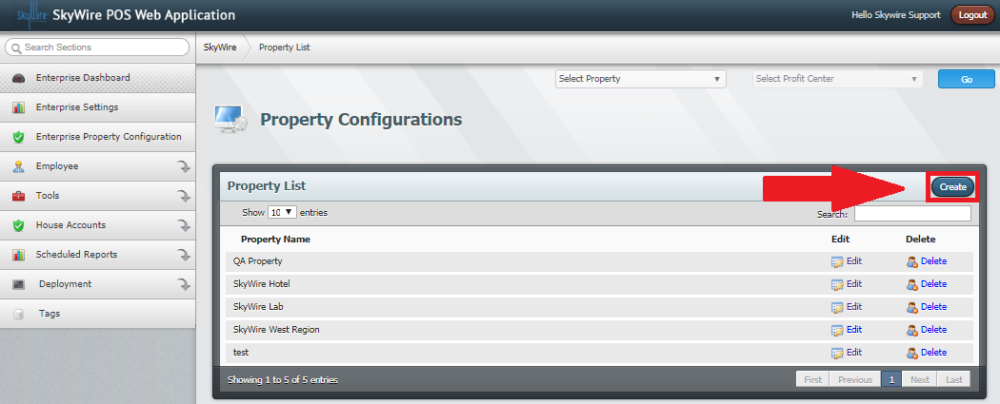 SkyWire SkyWire POS Web Application
Hello Skywire Support Logout
Search Sections
SkyWire Property List
Enterprise Dashboard
Enterprise Settings
Enterprise Property Configuration
Employee
Tools
House Accounts
Scheduled Reports
Deployment
Tags
Select Property Select Profit Center Go
Property Configurations
Property List Create
Show 10 entries Search:
Property Name Edit Delete
QA Property Edit Delete
SkyWire Hotel Edit Delete
SkyWire Lab Edit Delete
SkyWire West Region Edit Delete
test Edit Delete
Showing 1 to 5 of 5 entries First Previous 1 Next Last